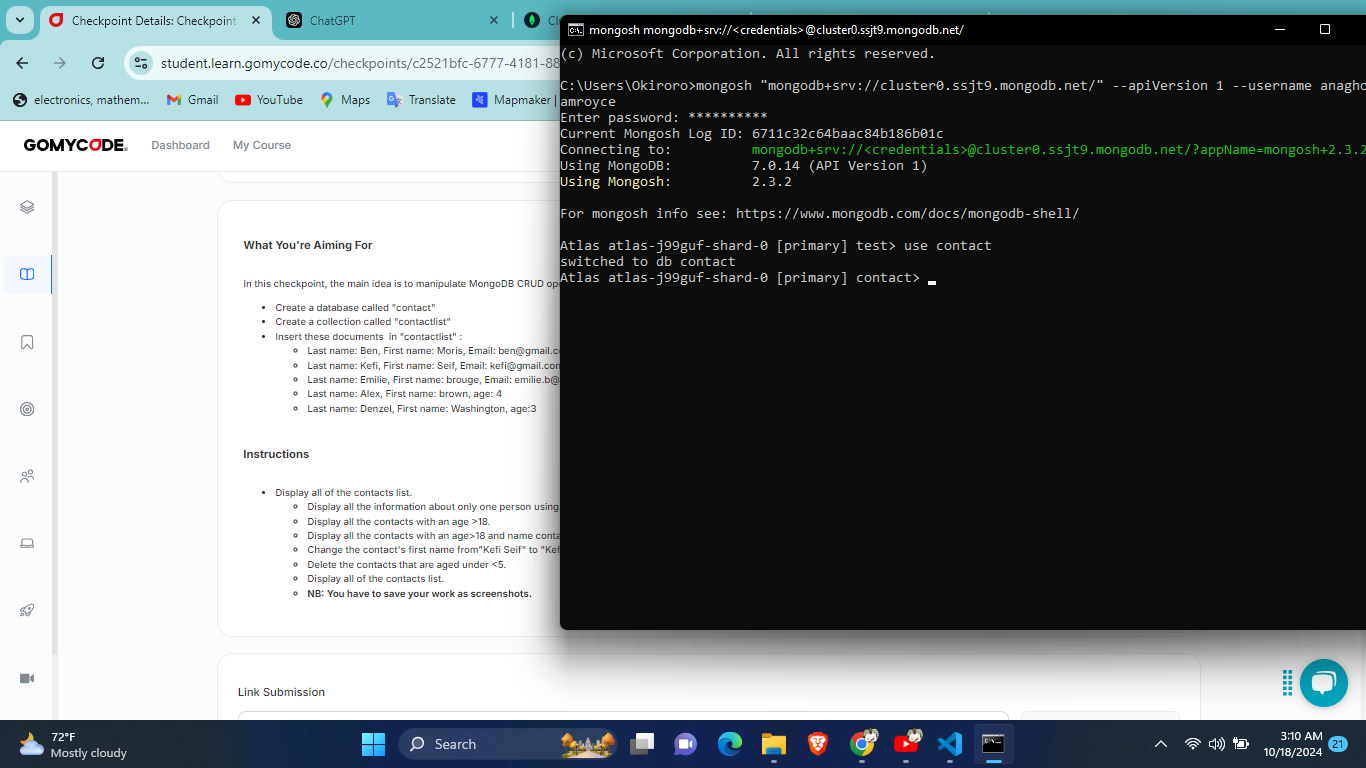 Checkpoint Details: Checkpoint
ChatGPT
student.learn.gomycode.co/checkpoints/c2521bfc-6777-4181-88
electronics, mathem...
Gmail
YouTube
Maps
Translate
Mapmaker |
GOMYCODE.
Dashboard
My Course
What You're Aiming For
In this checkpoint, the main idea is to manipulate MongoDB CRUD
Create a database called "contact"
Create a collection called "contactlist"
Insert these documents in "contactlist" :
Last name: Ben, First name: Moris, Email: ben@gmail.c
Last name: Kefi, First name: Seif, Email: kefi@gmail.com
Last name: Emilie, First name: brouge, Email: emilie.b@
Last name: Alex, First name: brown, age: 4
Last name: Denzel, First name: Washington, age:3
Instructions
Display all of the contacts list.
Display all the information about only one person using
Display all the contacts with an age >18.
Display all the contacts with an age>18 and name conta
Change the contact's first name from"Kefi Seif" to "Kef
Delete the contacts that are aged under <5.
Display all of the contacts list.
NB: You have to save your work as screenshots.
Link Submission
mongosh mongodb+srv://<credentials>@cluster0.ssjt9.mongodb.net/
(c) Microsoft Corporation. All rights reserved.
C:\Users\Okiroro>mongosh "mongodb+srv://cluster0.ssjt9.mongodb.net/" --apiVersion 1 --username anagho
amroyce
Enter password: **********
Current Mongosh Log ID: 6711c32c64baac84b186b01c
Connecting to: mongodb+srv://<credentials>@cluster0.ssjt9.mongodb.net/?appName=mongosh+2.3.2
Using MongoDB: 7.0.14 (API Version 1)
Using Mongosh: 2.3.2
For mongosh info see: https://www.mongodb.com/docs/mongodb-shell/
Atlas atlas-j99guf-shard-0 [primary] test> use contact
switched to db contact
Atlas atlas-j99guf-shard-0 [primary] contact>
72°F
Mostly cloudy
Search
3:10 AM
10/18/2024
21